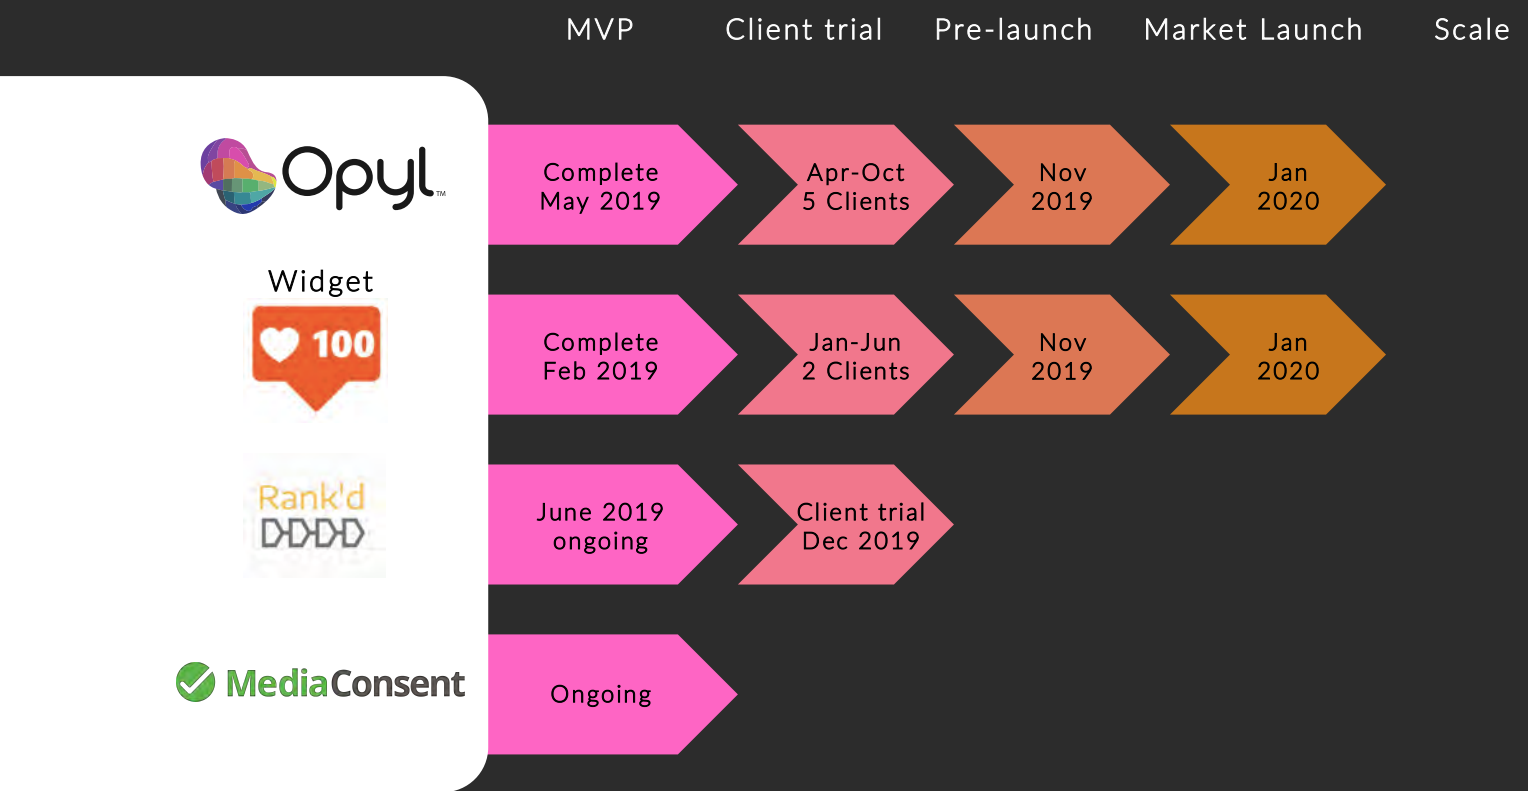 MVP Client trial Pre-launch Market Launch Scale
Opyl™
Complete
May 2019
Apr-Oct
5 Clients
Nov
2019
Jan
2020
Widget
100
Complete
Feb 2019
Jan-Jun
2 Clients
Nov
2019
Jan
2020
Rank'd
June 2019
ongoing
Client trial
Dec 2019
MediaConsent
Ongoing